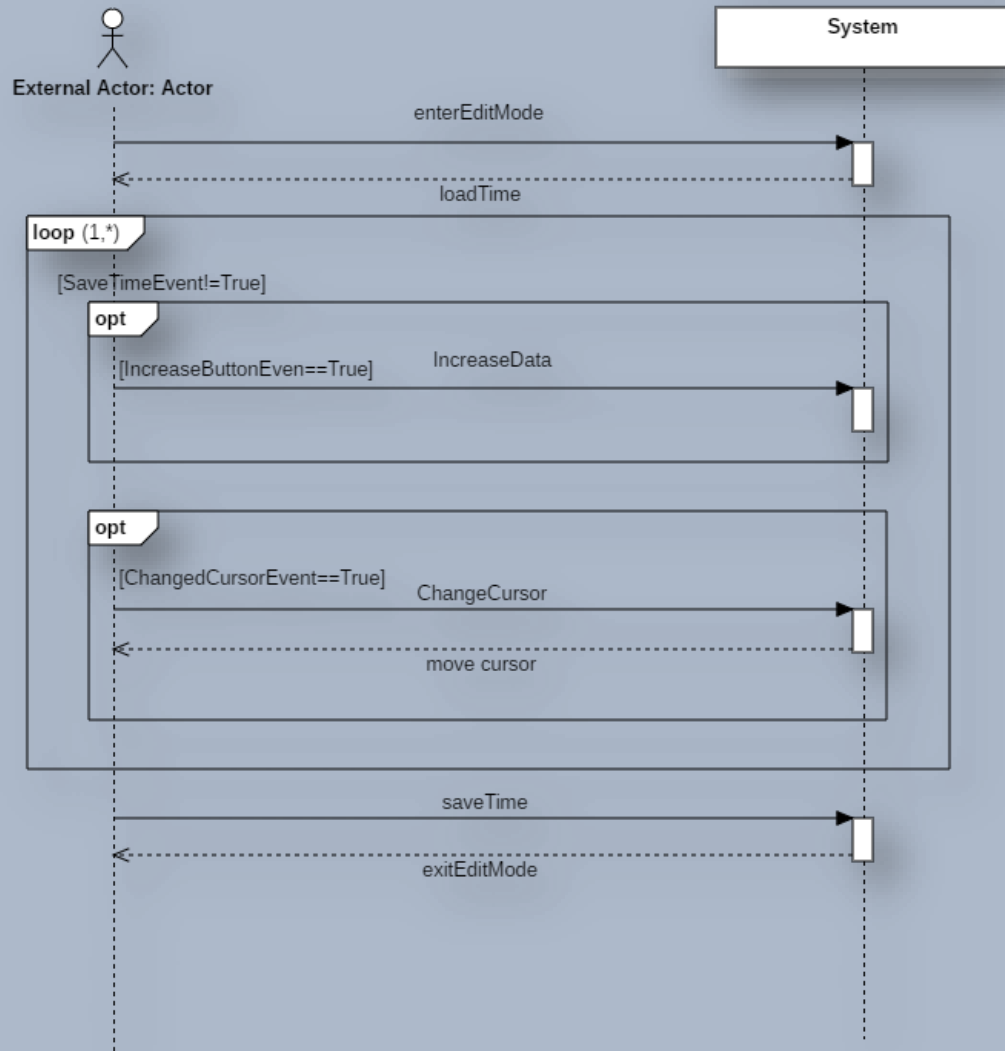 System
External Actor: Actor
enterEditMode
loadTime
loop (1,*)
[SaveTimeEvent!=True]
opt
IncreaseData
[IncreaseButtonEven==True]
opt
[ChangedCursorEvent==True]
ChangeCursor
move cursor
saveTime
exitEditMode